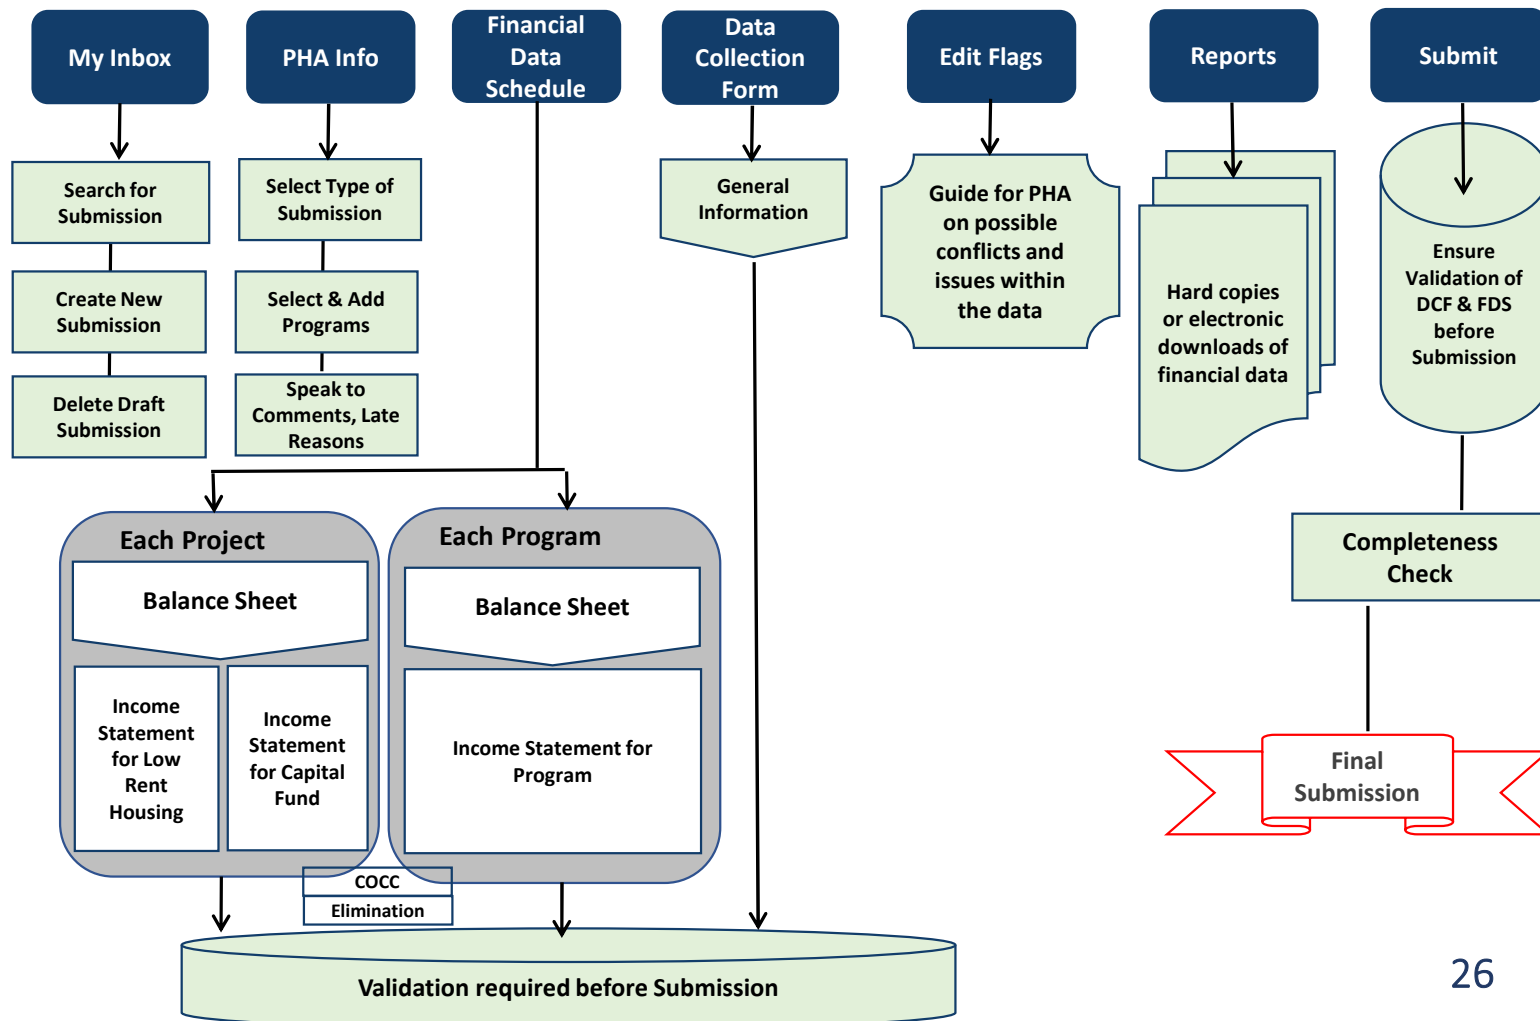 My Inbox
PHA Info
Financial
Data
Schedule
Data
Collection
Form
Edit Flags
Reports
Submit
Search for
Submission
Create New
Submission
Delete Draft
Submission
Select Type of
Submission
Select & Add
Programs
Speak to
Comments, Late
Reasons
General
Information
Guide for PHA
on possible
conflicts and
issues within
the data
Hard copies
or electronic
downloads of
financial data
Ensure
Validation of
DCF & FDS
before
Submission
Completeness
Check
Final
Submission
Each Project
Balance Sheet
Income
Statement
for Low
Rent
Housing
Income
Statement
for Capital
Fund
Each Program
Balance Sheet
Income Statement for
Program
COCC
Elimination
Validation required before Submission
26